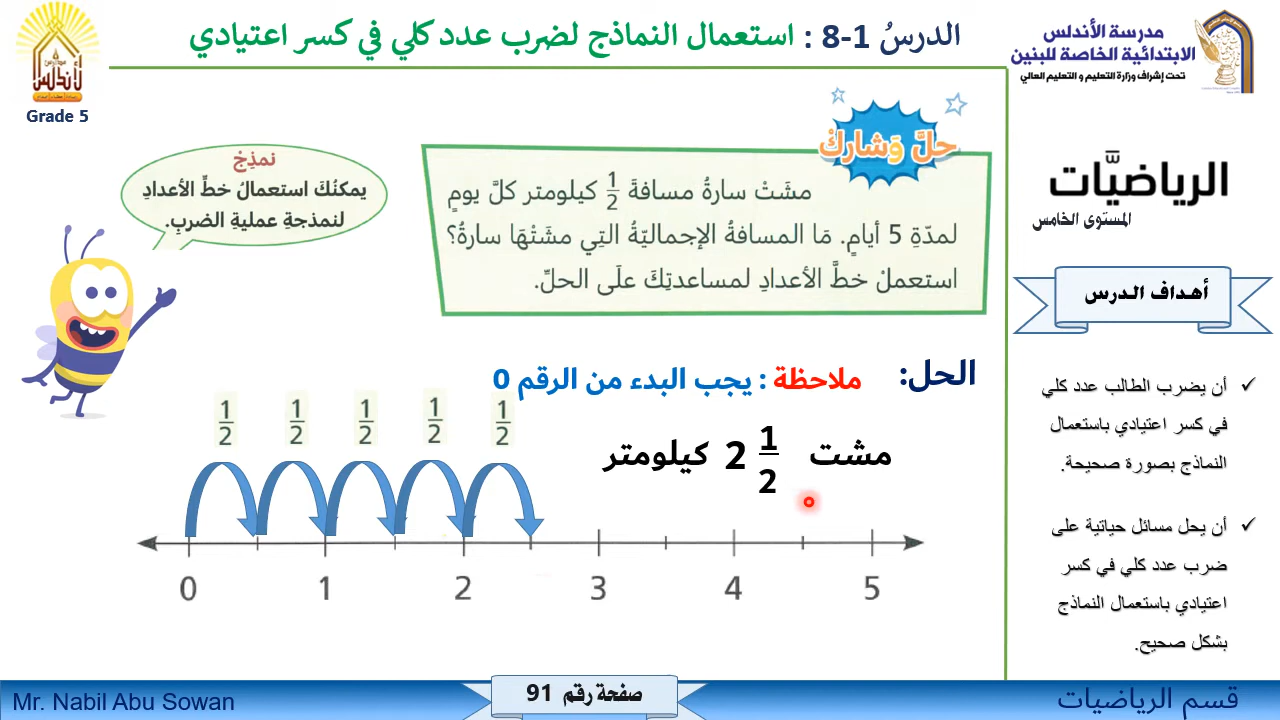 الدرسُ 1-8 : استعمال النماذج لضرب عدد كلي في كسر اعتيادي
مدرسة الأندلس
الابتدائية الخاصة للبنين
تحت إشراف وزارة التعليم و التعليم العالي
Grade 5
حلَّ وَشاركْ
مشَتْ سارةُ مسافةَ 1/2 كيلومتر كلَّ يومٍ
لمدّةِ 5 أيامٍ. مَا المسافةُ الإجماليّةُ التِي مشَتْهَا سارةُ؟
استعملْ خطَّ الأعدادِ لمساعدتِكَ علَى الحلِّ.
نمذِجْ
يمكنُكَ استعمالُ خطِّ الأعدادِ
لنمذجةِ عمليةِ الضربِ.
الرياضيَّات
المستوى الخامس
أهداف الدرس
أن يضرب الطالب عدد كلي
في كسر اعتيادي باستعمال
النماذج بصورة صحيحة.
أن يحل مسائل حياتية على
ضرب عدد كلي في كسر
اعتيادي باستعمال النماذج
بشكل صحيح.
الحل:
ملاحظة : يجب البدء من الرقم 0
1/2 1/2 1/2 1/2 1/2
مشت 2 1/2 كيلومتر
0 1 2 3 4 5
Mr. Nabil Abu Sowan
صفحة رقم 91
قسم الرياضيات